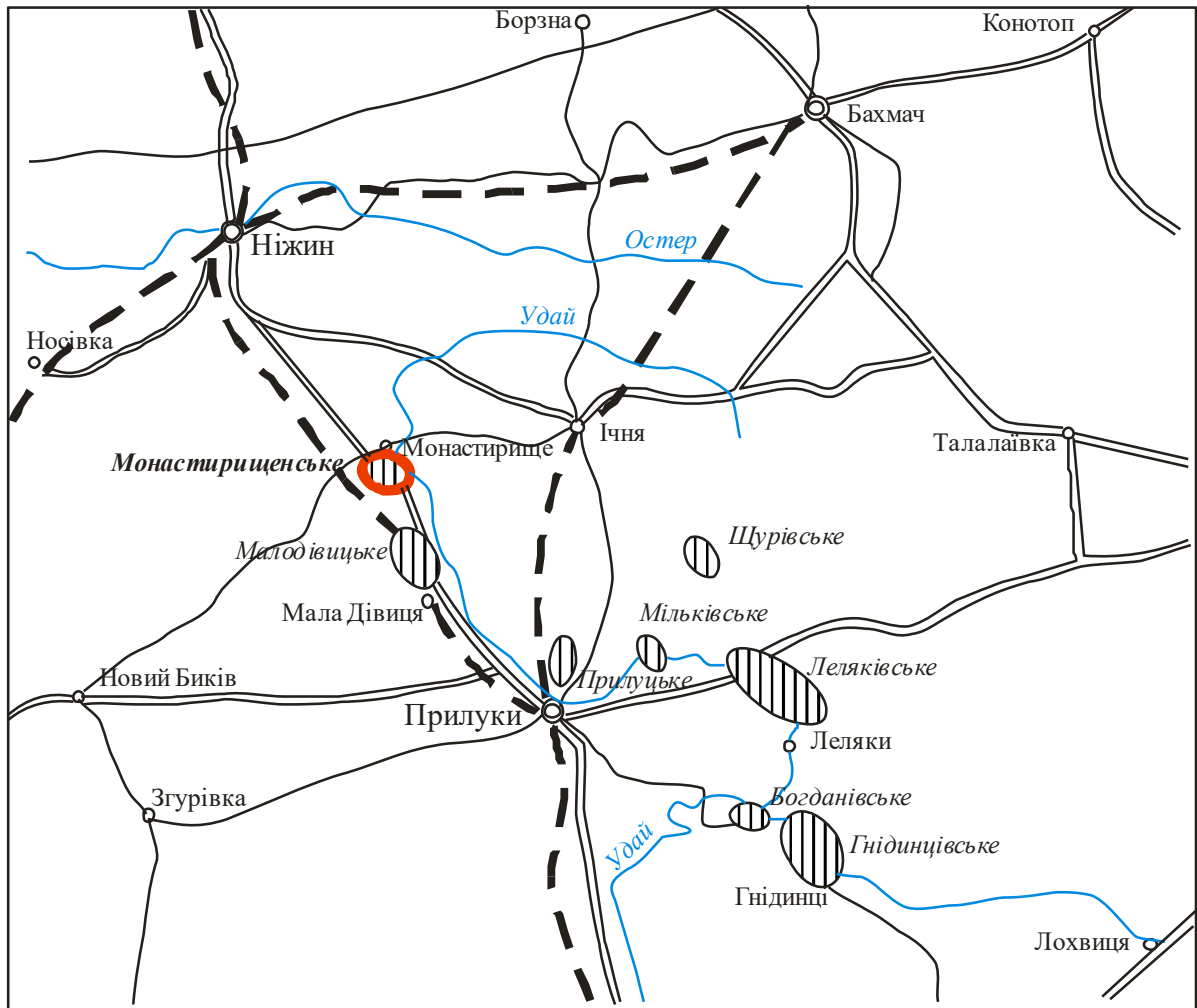 Борзна
Конотоп
Бахмач
Ніжин
Остер
Удай
Носівка
Ічня
Талалаївка
Монастирище
Монастирищенське
Щурівське
Малодівицьке
Мала Дівиця
Мільківське
Леляківське
Прилуцьке
Новий Биків
Прилуки
Леляки
Згурівка
Богданівське
Удай
Гнідинцівське
Гнідинці
Лохвиця